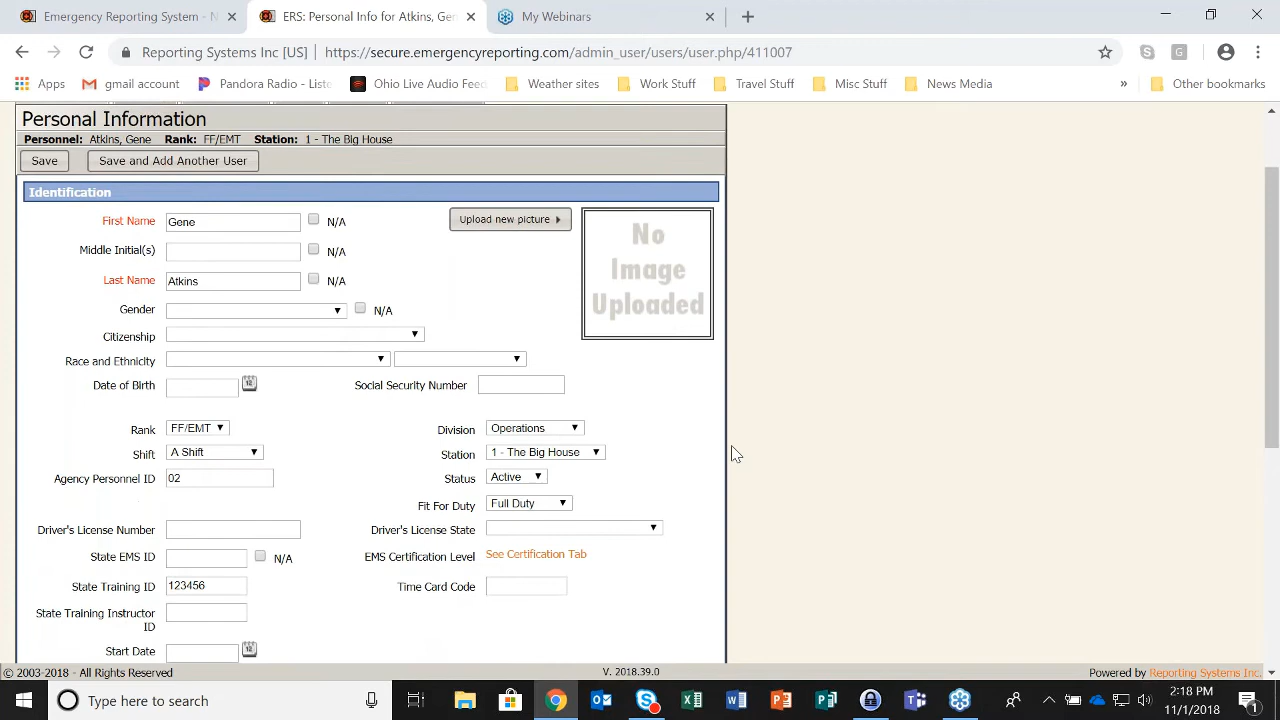 Emergency Reporting System - N
ERS: Personal Info for Atkins, Gen
My Webinars
Reporting Systems Inc [US] | https://secure.emergencyreporting.com/admin_user/users/user.php/411007
Apps gmail account Pandora Radio - Liste Ohio Live Audio Feed Weather sites Work Stuff Travel Stuff Misc Stuff News Media » Other bookmarks
Personal Information
Personnel: Atkins, Gene Rank: FF/EMT Station: 1 - The Big House
Save Save and Add Another User
Identification
First Name Gene N/A Upload new picture
No Image Uploaded
Middle Initial(s) N/A
Last Name Atkins N/A
Gender N/A
Citizenship
Race and Ethnicity
Date of Birth Social Security Number
Rank FF/EMT Division Operations
Shift A Shift Station 1 - The Big House
Agency Personnel ID 02 Status Active
Fit For Duty Full Duty
Driver's License Number Driver's License State
State EMS ID N/A EMS Certification Level See Certification Tab
State Training ID 123456 Time Card Code
State Training Instructor
ID
Start Date
© 2003-2018 - All Rights Reserved V. 2018.39.0 Powered by Reporting Systems Inc.
Type here to search
2:18 PM
11/1/2018